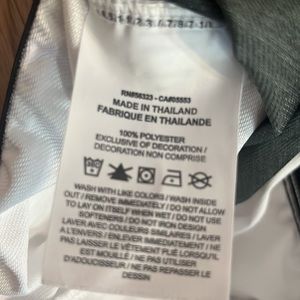 RN#56323 - CA#05553
MADE IN THAILAND
FABRIQUE EN THAILANDE
100% POLYESTER
EXCLUSIVE OF DECORATION /
DECORATION NON COMPRISE
WASH WITH LIKE COLORS / WASH INSIDE
OUT / REMOVE IMMEDIATELY / DO NOT ALLOW
TO LAY ON ITSELF WHEN WET / DO NOT USE
SOFTENERS / DO NOT IRON DESIGN
LAVER AVEC COULEURS SIMILAIRES / LAVER
À L'ENVERS / ENLEVER IMMÉDIATEMENT / NE
PAS LAISSER LE VÊTEMENT PLIÉ LORSQU'IL
EST MOUILLÉ / NE PAS UTILISER
D'ADOUCISSEUR / NE PAS REPASSER LE
DESSIN